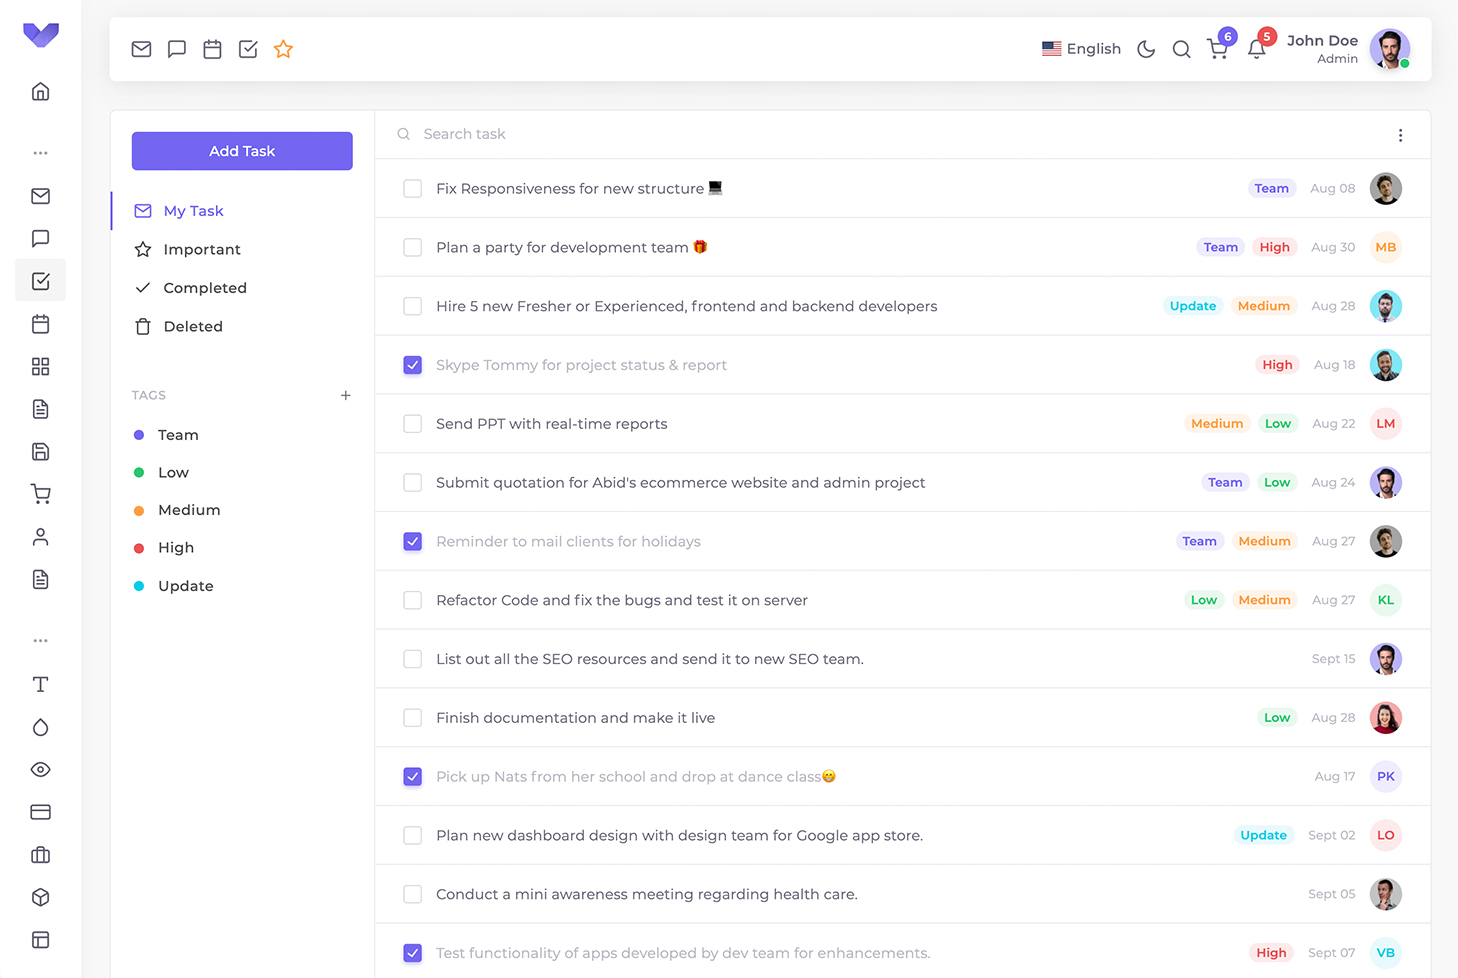 English
6
5
John Doe
Admin
Add Task
My Task
Important
Completed
Deleted
TAGS
Team
Low
Medium
High
Update
Search task
Fix Responsiveness for new structure 💻 Team Aug 08
Plan a party for development team 🎁 Team High Aug 30 MB
Hire 5 new Fresher or Experienced, frontend and backend developers Update Medium Aug 28
Skype Tommy for project status & report High Aug 18
Send PPT with real-time reports Medium Low Aug 22 LM
Submit quotation for Abid's ecommerce website and admin project Team Low Aug 24
Reminder to mail clients for holidays Team Medium Aug 27
Refactor Code and fix the bugs and test it on server Low Medium Aug 27 KL
List out all the SEO resources and send it to new SEO team. Sept 15
Finish documentation and make it live Low Aug 28
Pick up Nats from her school and drop at dance class😁 Aug 17 PK
Plan new dashboard design with design team for Google app store. Update Sept 02 LO
Conduct a mini awareness meeting regarding health care. Sept 05
Test functionality of apps developed by dev team for enhancements. High Sept 07 VB